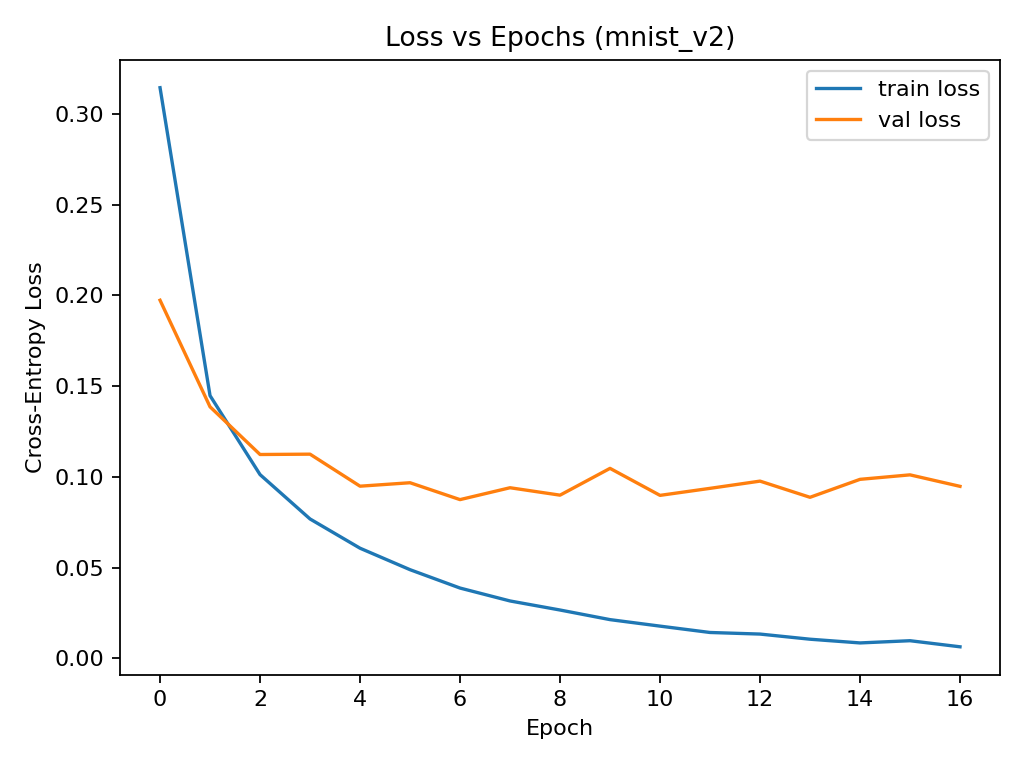 Loss vs Epochs (mnist_v2)
train loss
val loss
Cross-Entropy Loss
0.30
0.25
0.20
0.15
0.10
0.05
0.00
0 2 4 6 8 10 12 14 16
Epoch